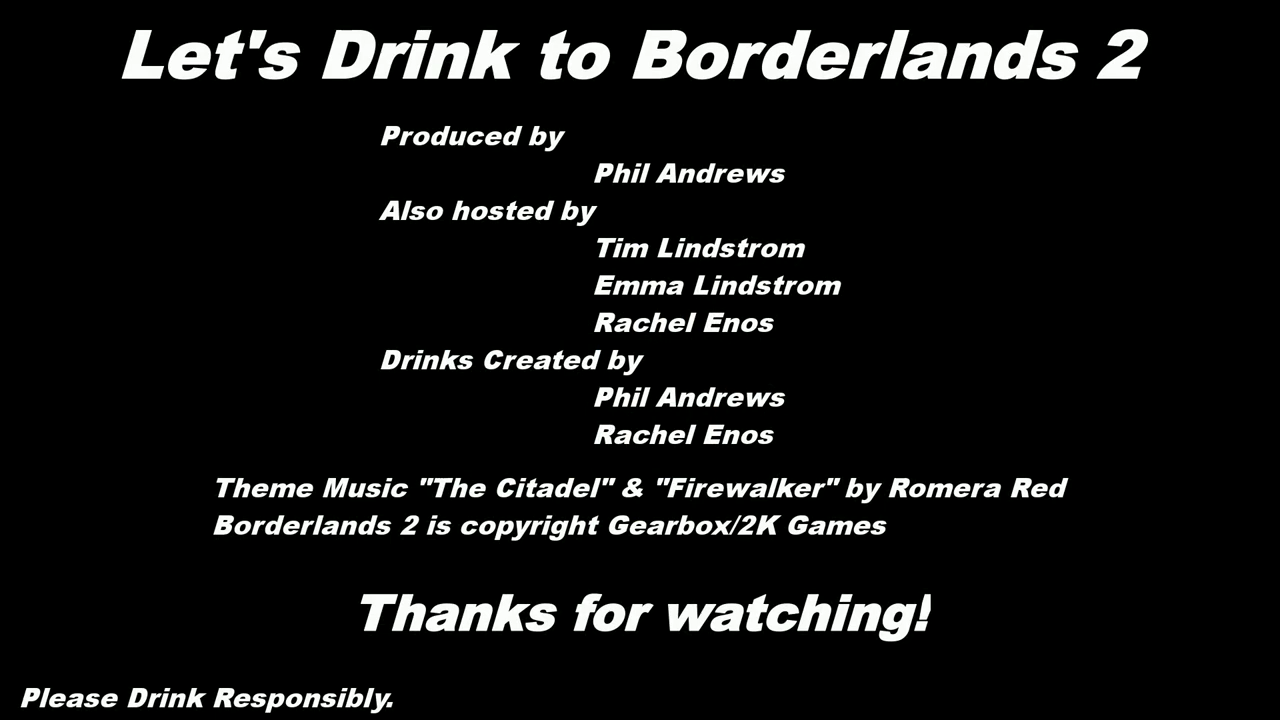 Let's Drink to Borderlands 2
Produced by
Phil Andrews
Also hosted by
Tim Lindstrom
Emma Lindstrom
Rachel Enos
Drinks Created by
Phil Andrews
Rachel Enos
Theme Music "The Citadel" & "Firewalker" by Romera Red
Borderlands 2 is copyright Gearbox/2K Games
Thanks for watching!
Please Drink Responsibly.